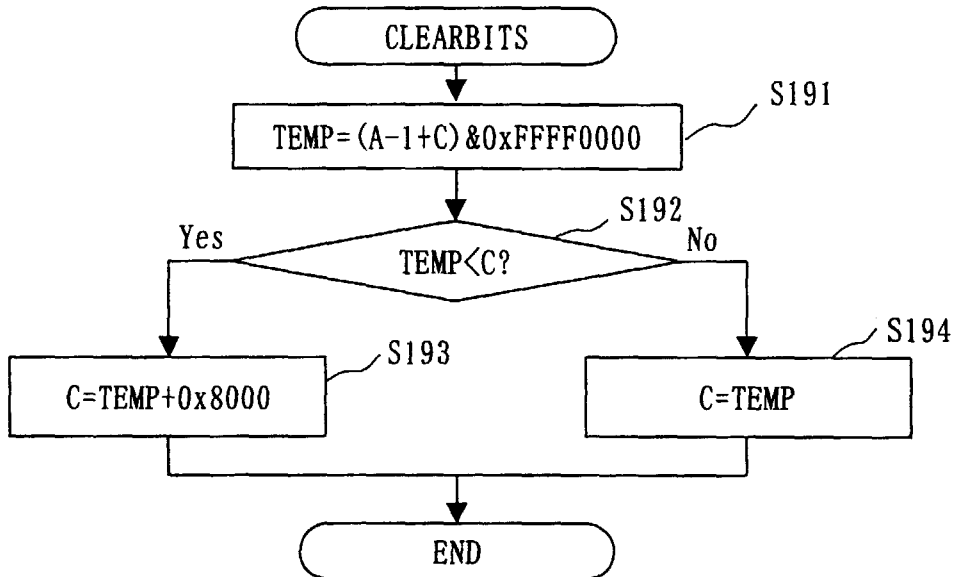 CLEARBITS
S191
TEMP=(A-1+C)&0xFFFF0000
S192
Yes
No
TEMP<C?
S193
S194
C=TEMP+0x8000
C=TEMP
END